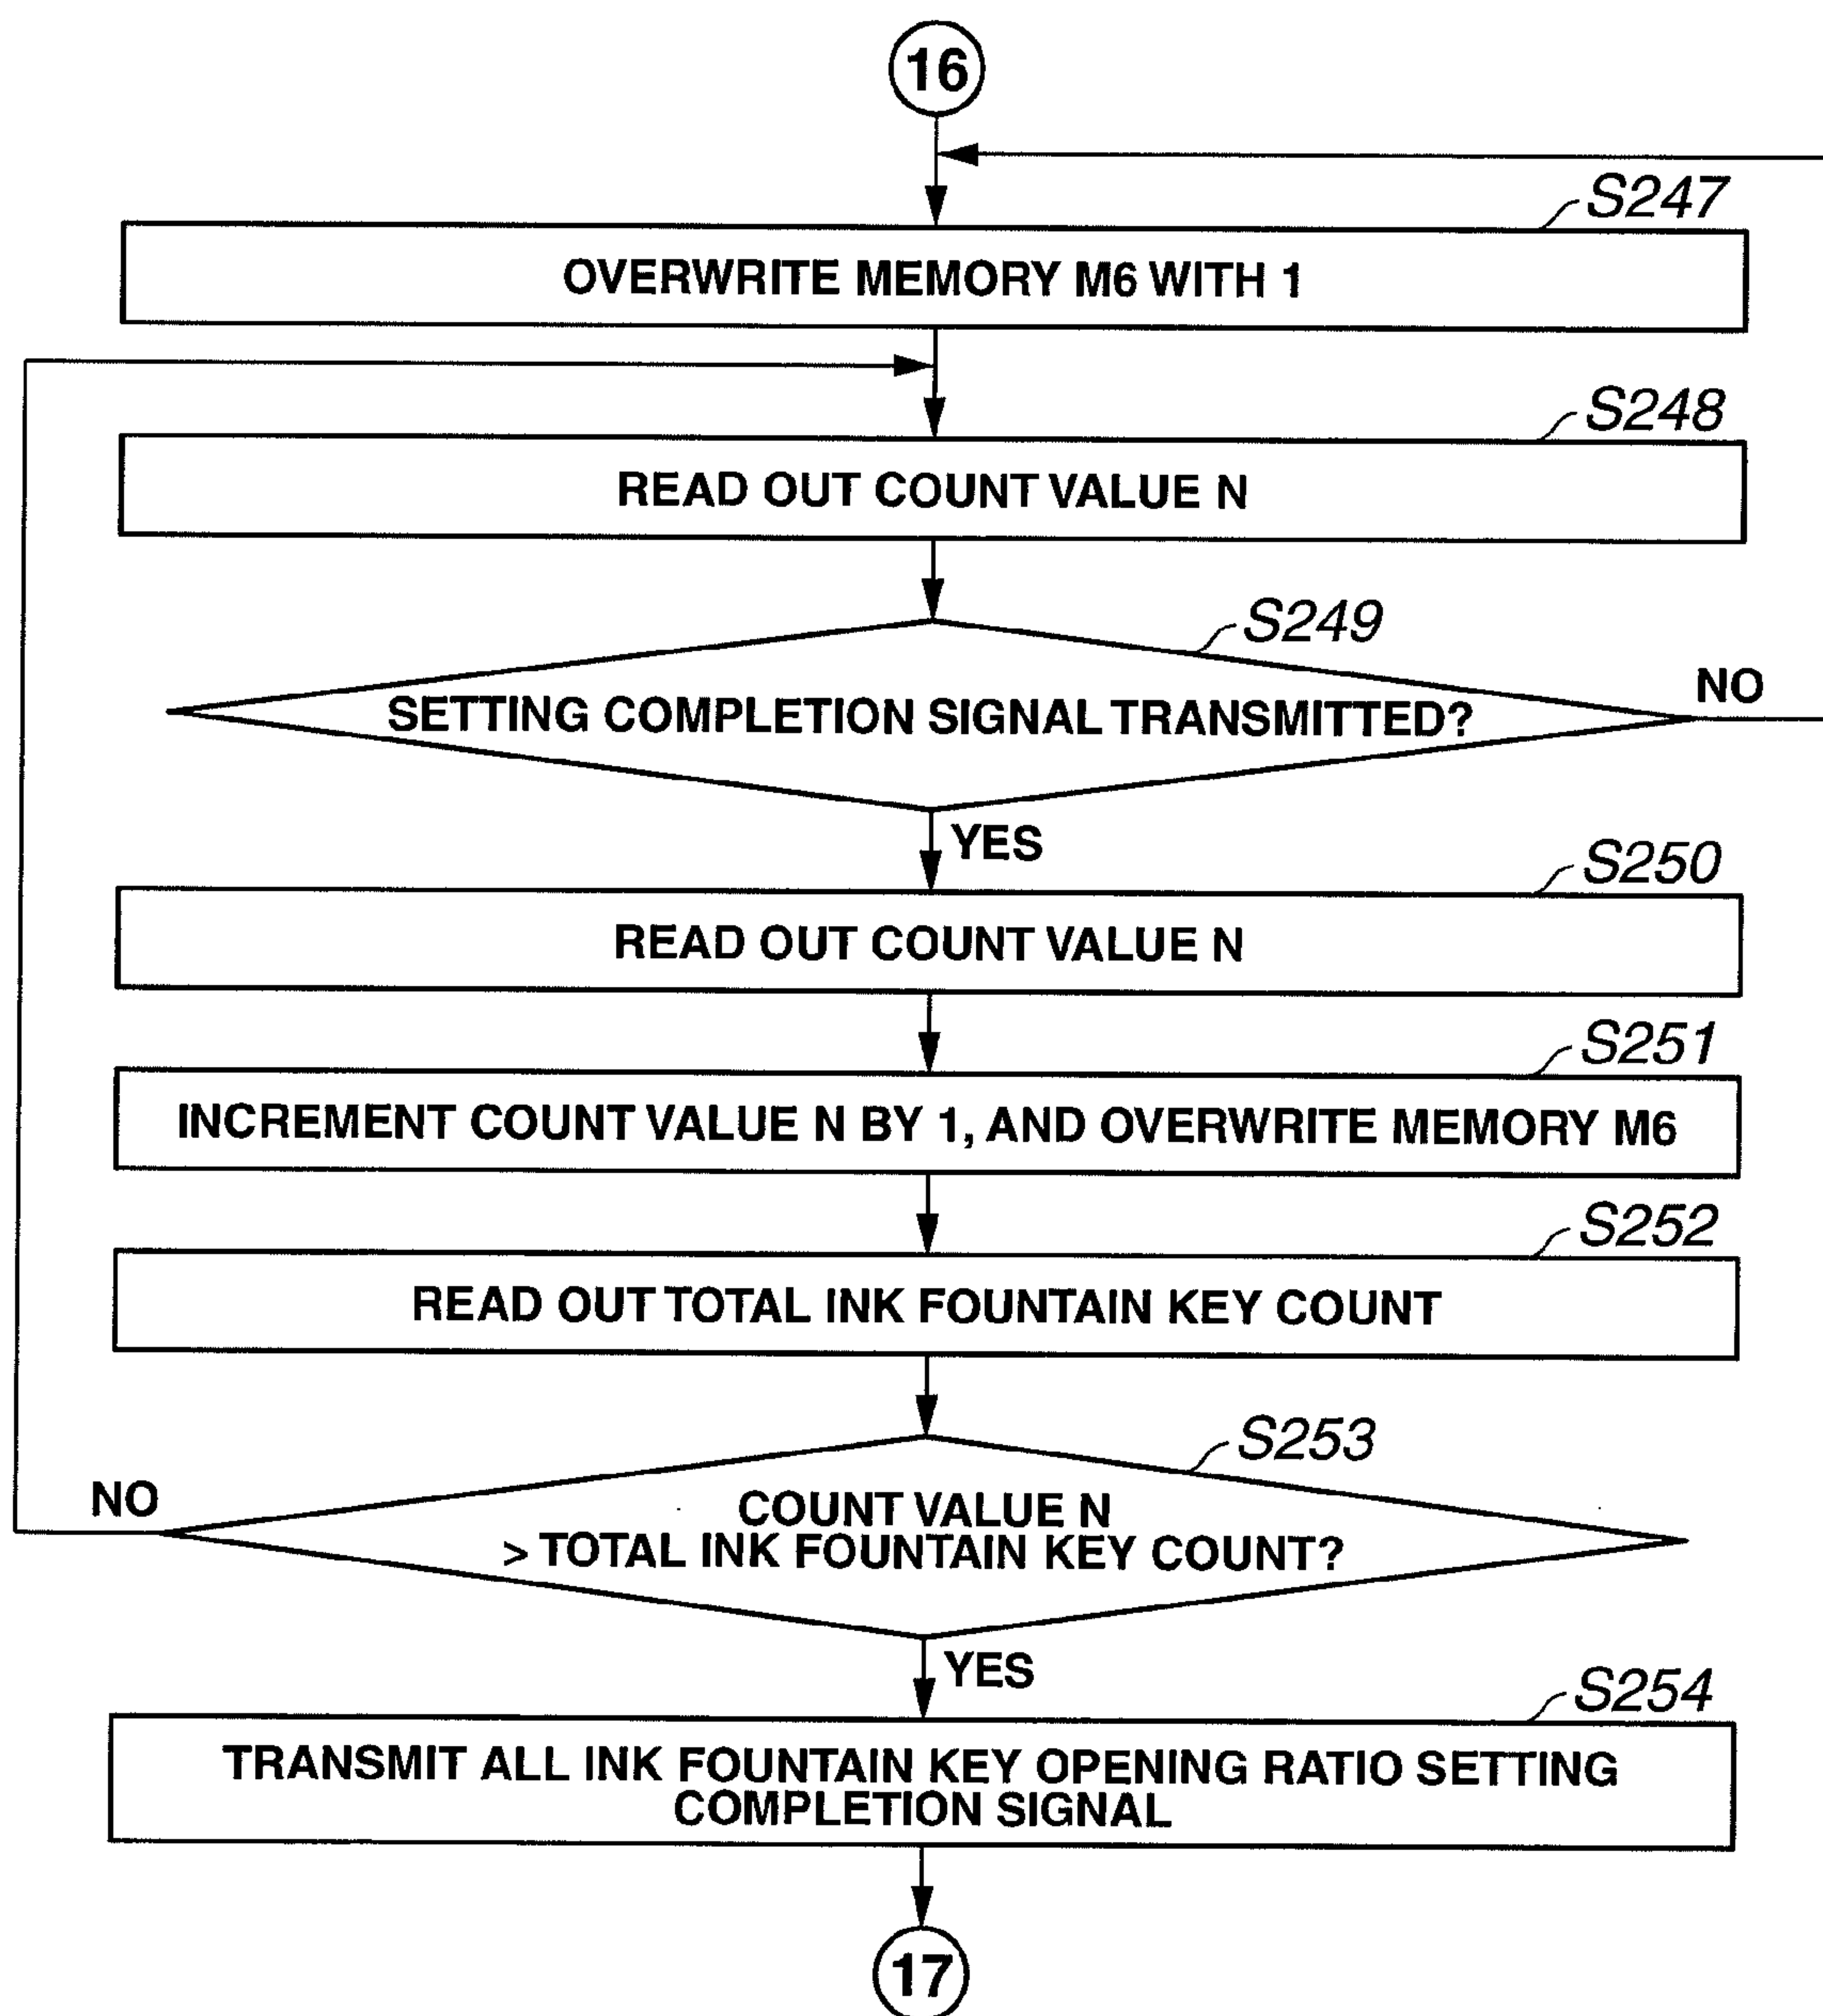 16
S247
OVERWRITE MEMORY M6 WITH 1
S248
READ OUT COUNT VALUE N
S249
SETTING COMPLETION SIGNAL TRANSMITTED?
NO
YES
S250
READ OUT COUNT VALUE N
S251
INCREMENT COUNT VALUE N BY 1, AND OVERWRITE MEMORY M6
S252
READ OUT TOTAL INK FOUNTAIN KEY COUNT
S253
NO
COUNT VALUE N
> TOTAL INK FOUNTAIN KEY COUNT?
YES
S254
TRANSMIT ALL INK FOUNTAIN KEY OPENING RATIO SETTING
COMPLETION SIGNAL
17